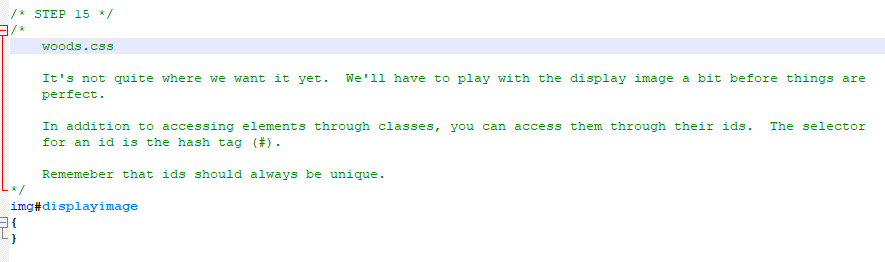 /* STEP 15 */
/*
woods.css
It's not quite where we want it yet.  We'll have to play with the display image a bit before things are
perfect.
In addition to accessing elements through classes, you can access them through their ids.  The selector
for an id is the hash tag (#).
Rememeber that ids should always be unique.
*/
img#displayimage
{
}